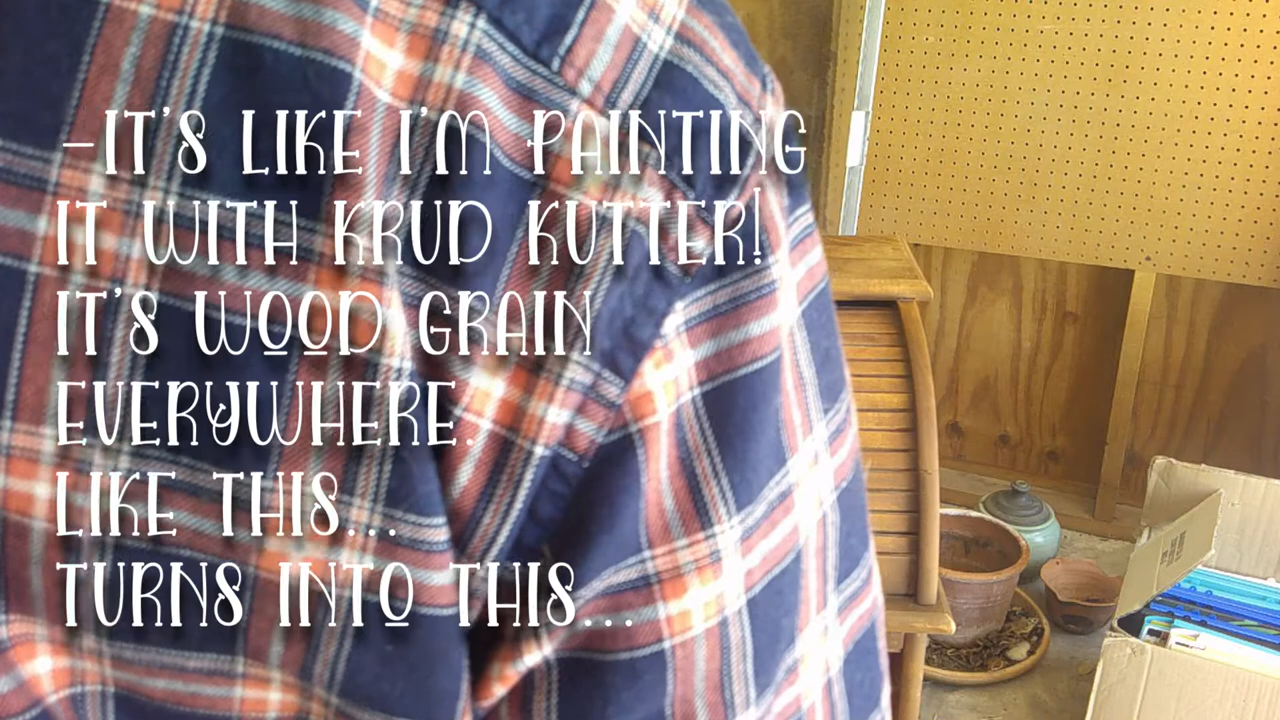 -IT'S LIKE I'M PAINTING
IT WITH KRUD KUTTER!
IT'S WOOD GRAIN
EVERYWHERE.
LIKE THIS...
TURNS INTO THIS...